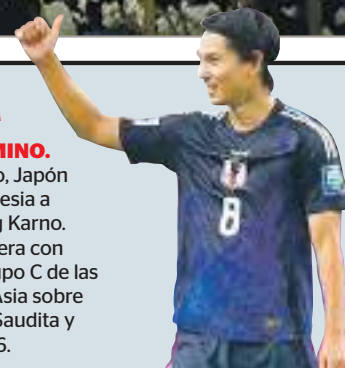 MINO.
o, Japón
esia a
g Karno.
era con
upo C de las
Asia sobre
Saudita y
6.
8